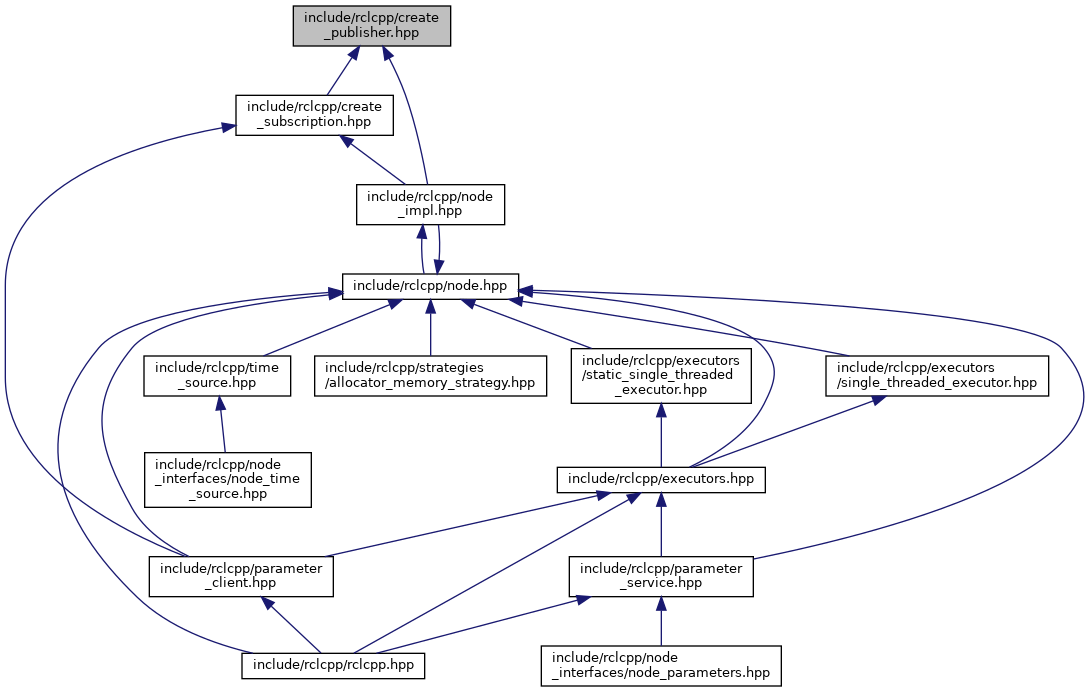 include/rclcpp/create
_publisher.hpp
include/rclcpp/create
_subscription.hpp
include/rclcpp/node
_impl.hpp
include/rclcpp/node.hpp
include/rclcpp/time
_source.hpp
include/rclcpp/strategies
/allocator_memory_strategy.hpp
include/rclcpp/executors
/static_single_threaded
_executor.hpp
include/rclcpp/executors
/single_threaded_executor.hpp
include/rclcpp/node
_interfaces/node_time
_source.hpp
include/rclcpp/executors.hpp
include/rclcpp/parameter
_client.hpp
include/rclcpp/parameter
_service.hpp
include/rclcpp/rclcpp.hpp
include/rclcpp/node
_interfaces/node_parameters.hpp